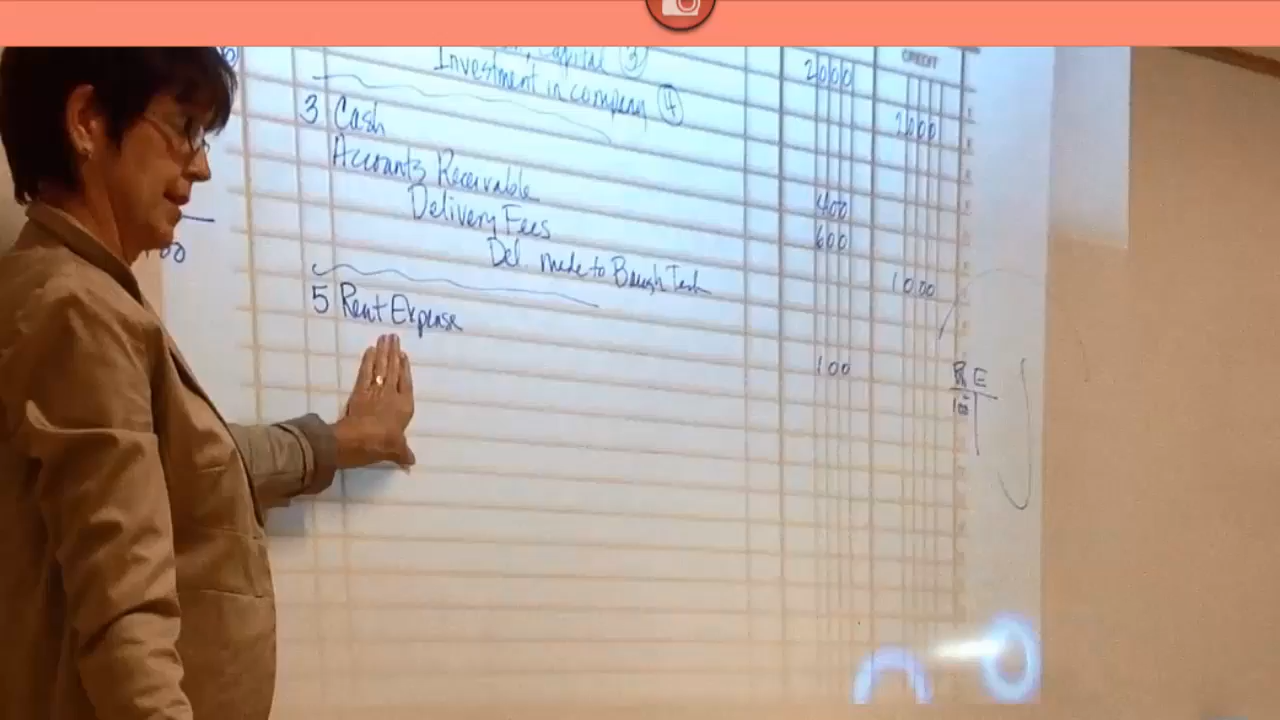 Capital ③
2000
CREDIT
Investment in company ④
2000
3 Cash
400
Accounts Receivable
600
Delivery Fees
1000
Del. made to Baugh Tech
5 Rent Expense
100
R E
100